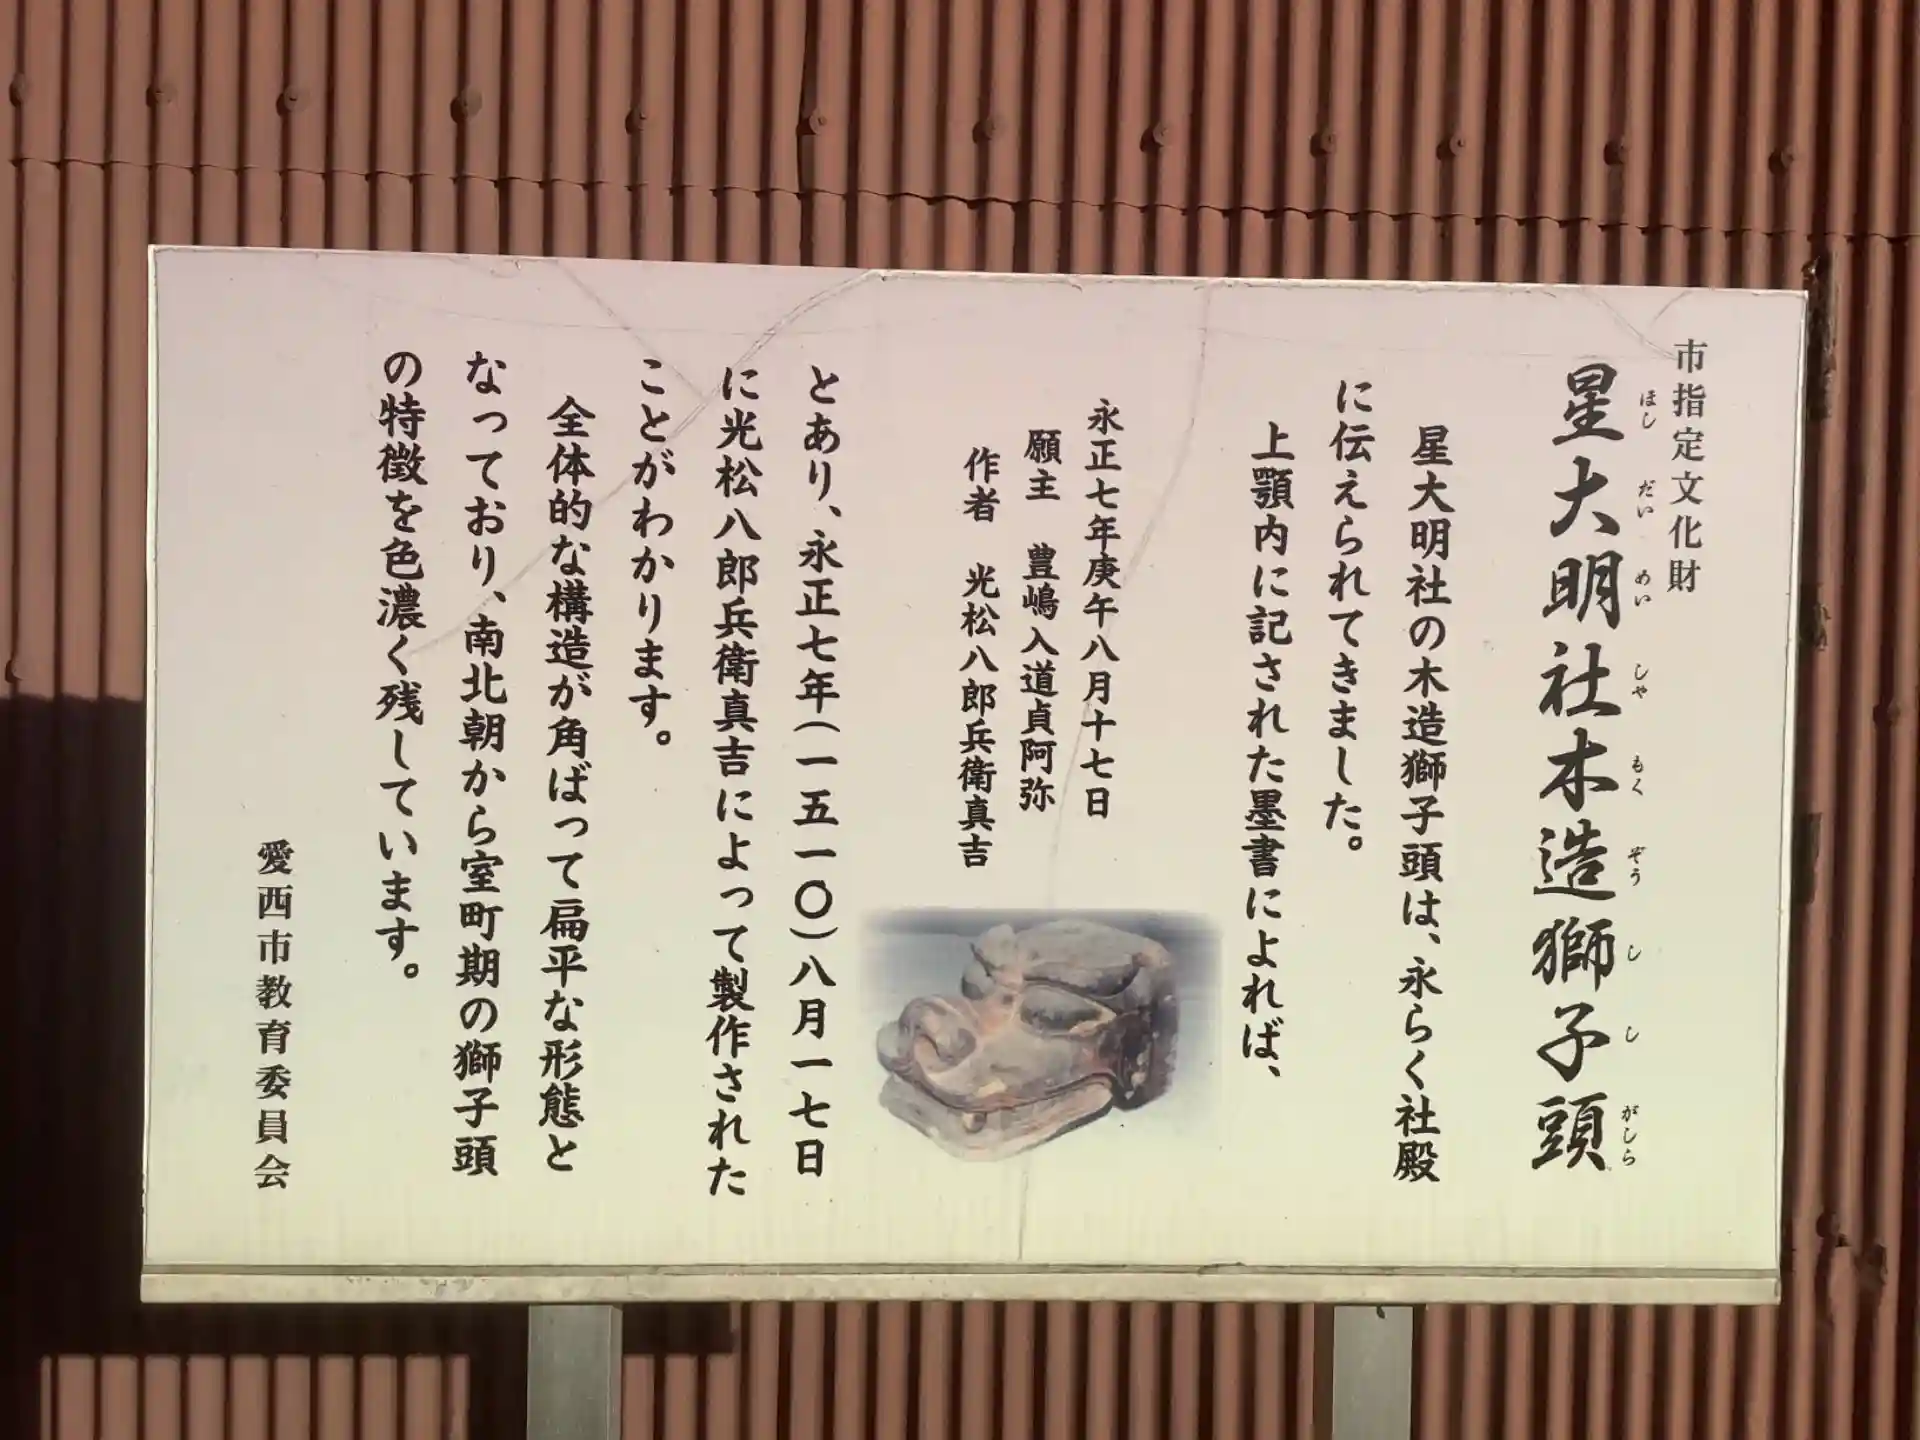 市指定文化財
星大明社木造獅子頭
ほし だい めい しゃ もく ぞう し し がしら
星大明社の木造獅子頭は、永らく社殿
に伝えられてきました。
上顎内に記された墨書によれば、
永正七年庚午八月十七日
願主 豊嶋入道貞阿弥
作者 光松八郎兵衛真吉
とあり、永正七年(一五一〇)八月一七日
に光松八郎兵衛真吉によって製作された
ことがわかります。
全体的な構造が角ばって扁平な形態と
なっており、南北朝から室町期の獅子頭
の特徴を色濃く残しています。
愛西市教育委員会